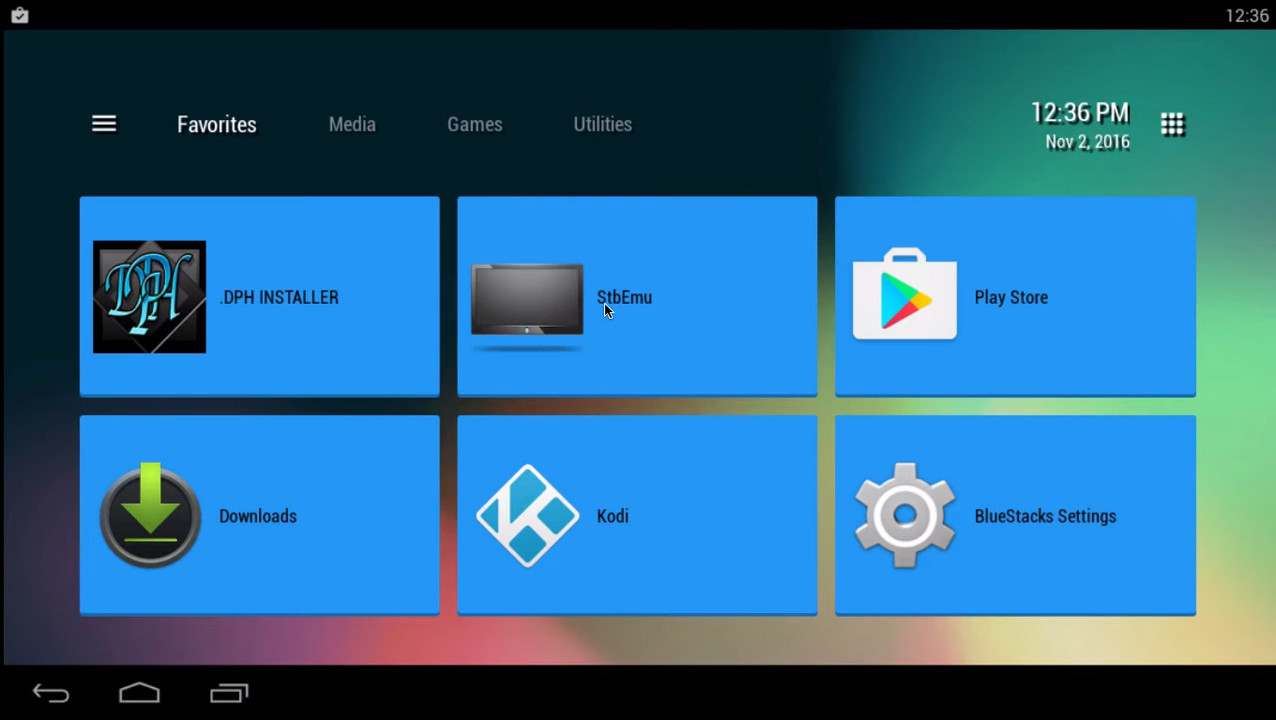 12:36
Favorites
Media
Games
Utilities
12:36 PM
Nov 2, 2016
DPH
.DPH INSTALLER
StbEmu
Play Store
Downloads
Kodi
BlueStacks Settings